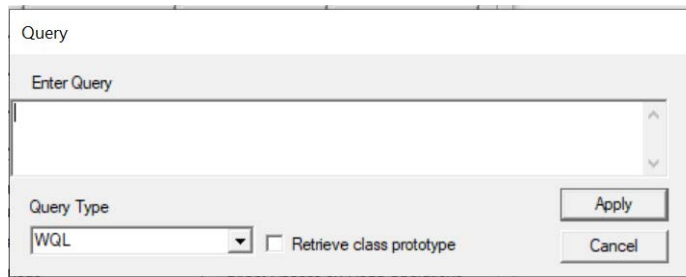 Query
Enter Query
Query Type
Apply
WQL
Retrieve class prototype
Cancel